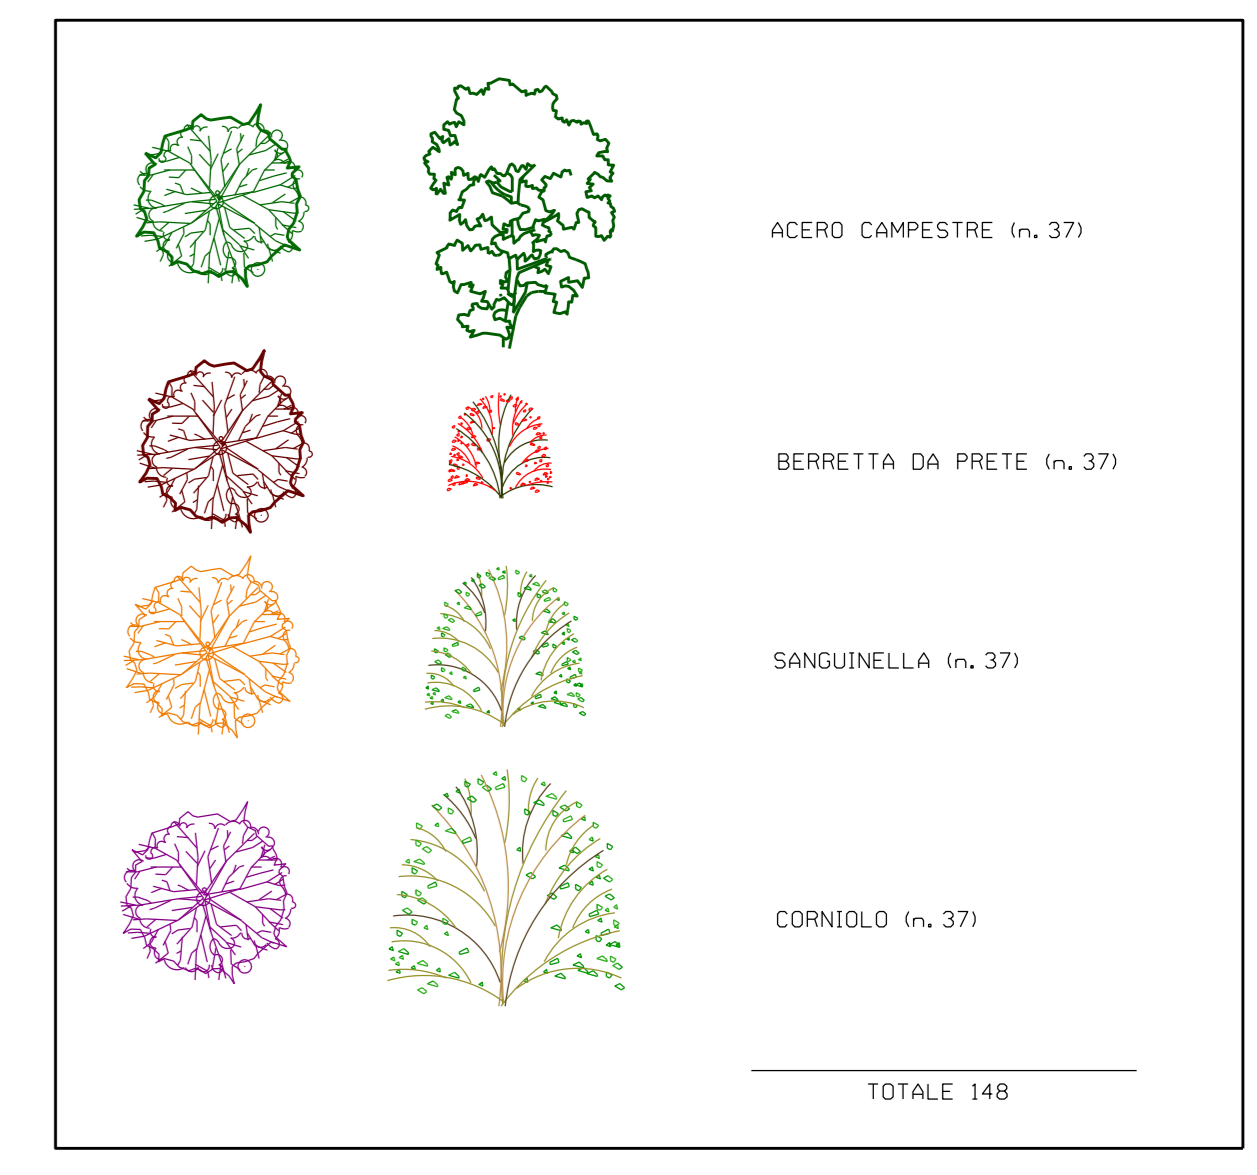 ACERO CAMPESTRE (n. 37)
BERRETTA DA PRETE (n. 37)
SANGUINELLA (n. 37)
CORNIOLO (n. 37)
TOTALE 148